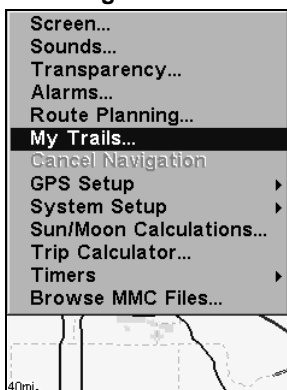 Screen...
Sounds...
Transparency...
Alarms...
Route Planning...
My Trails...
Cancel Navigation
GPS Setup
System Setup
Sun/Moon Calculations...
Trip Calculator...
Timers
Browse MMC Files...
40mi.